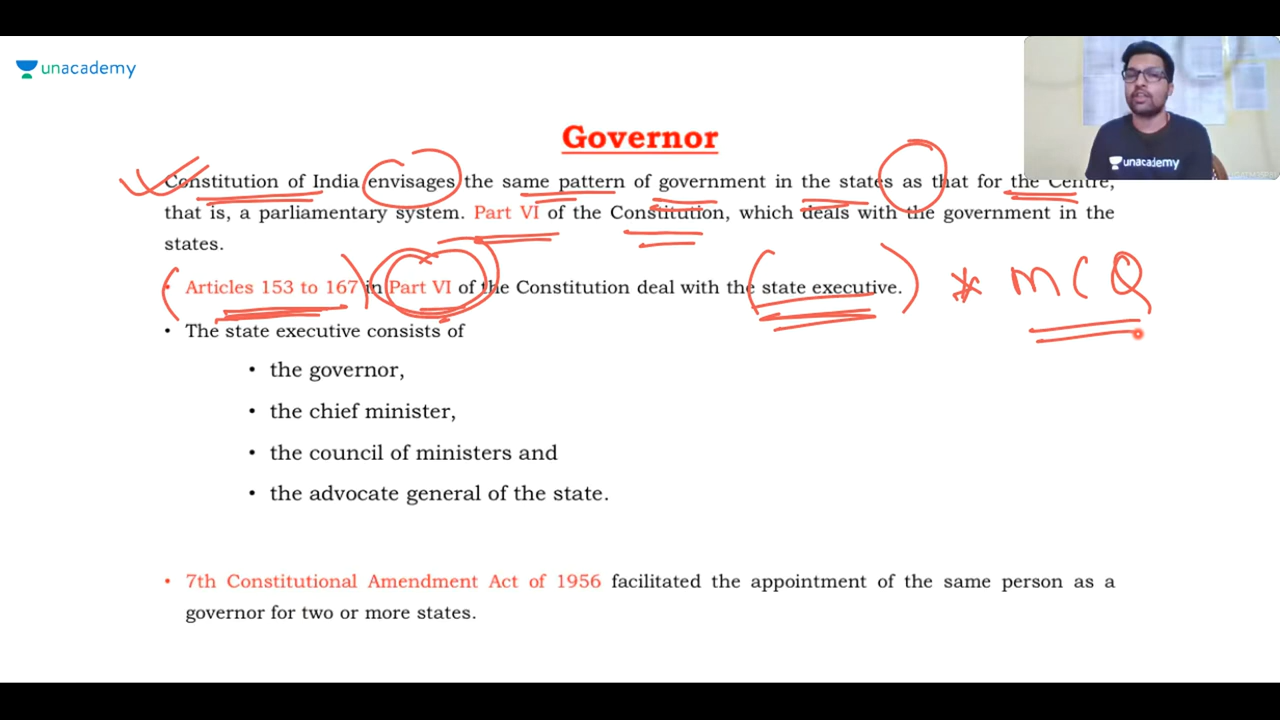 unacademy
unacademy
Governor
Constitution of India envisages the same pattern of government in the states as that for the Centre,
that is, a parliamentary system. Part VI of the Constitution, which deals with the government in the
states.
• Articles 153 to 167 in Part VI of the Constitution deal with the state executive. * MCQ
• The state executive consists of
• the governor,
• the chief minister,
• the council of ministers and
• the advocate general of the state.
• 7th Constitutional Amendment Act of 1956 facilitated the appointment of the same person as a
governor for two or more states.